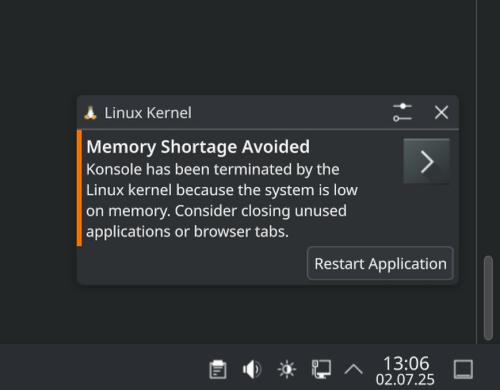 Linux Kernel
Memory Shortage Avoided
Konsole has been terminated by the
Linux kernel because the system is low
on memory. Consider closing unused
applications or browser tabs.
Restart Application
13:06
02.07.25